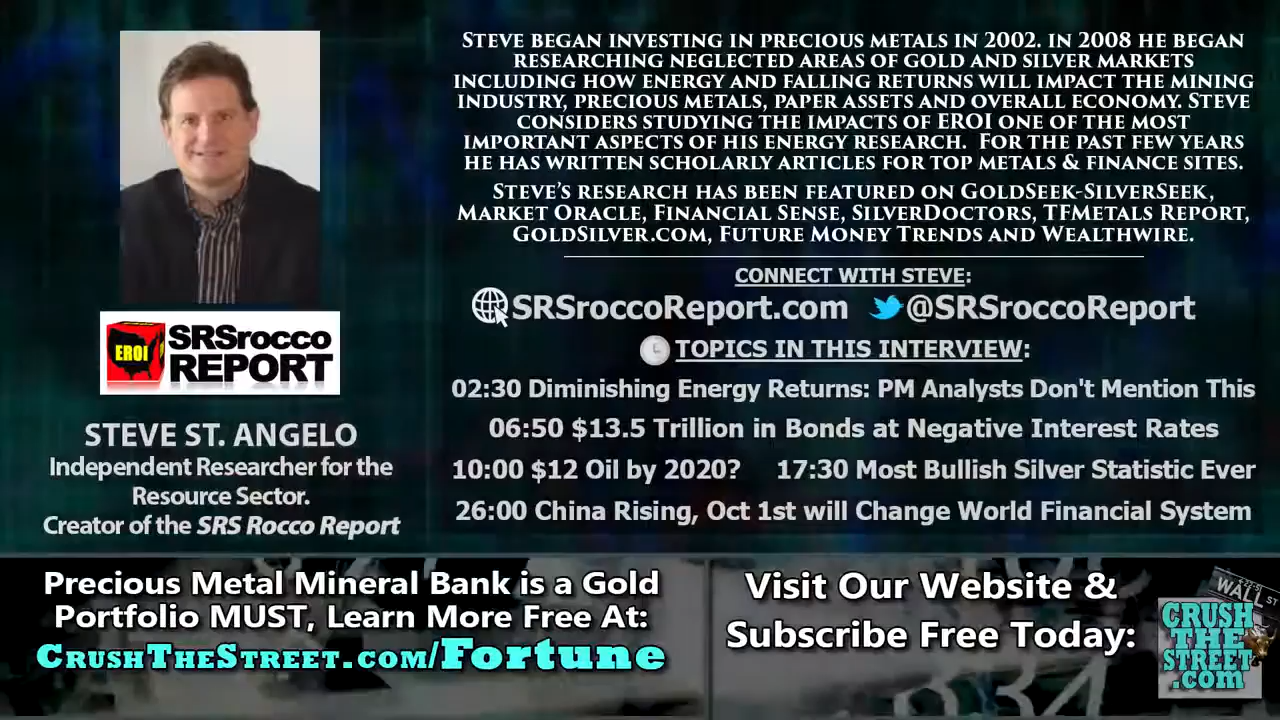 STEVE BEGAN INVESTING IN PRECIOUS METALS IN 2002. IN 2008 HE BEGAN
RESEARCHING NEGLECTED AREAS OF GOLD AND SILVER MARKETS
INCLUDING HOW ENERGY AND FALLING RETURNS WILL IMPACT THE MINING
INDUSTRY, PRECIOUS METALS, PAPER ASSETS AND OVERALL ECONOMY. STEVE
CONSIDERS STUDYING THE IMPACTS OF EROI ONE OF THE MOST
IMPORTANT ASPECTS OF HIS ENERGY RESEARCH. FOR THE PAST FEW YEARS
HE HAS WRITTEN SCHOLARLY ARTICLES FOR TOP METALS & FINANCE SITES.
STEVE'S RESEARCH HAS BEEN FEATURED ON GOLDSEEK-SILVERSEEK,
MARKET ORACLE, FINANCIAL SENSE, SILVERDOCTORS, TFMETALS REPORT,
GOLDSILVER.COM, FUTURE MONEY TRENDS AND WEALTHWIRE.
CONNECT WITH STEVE:
SRSroccoReport.com @SRSroccoReport
TOPICS IN THIS INTERVIEW:
02:30 Diminishing Energy Returns: PM Analysts Don't Mention This
06:50 $13.5 Trillion in Bonds at Negative Interest Rates
10:00 $12 Oil by 2020? 17:30 Most Bullish Silver Statistic Ever
26:00 China Rising, Oct 1st will Change World Financial System
EROI
SRSrocco
REPORT
STEVE ST. ANGELO
Independent Researcher for the
Resource Sector.
Creator of the SRS Rocco Report
Precious Metal Mineral Bank is a Gold
Portfolio MUST, Learn More Free At:
CRUSHTHESTREET.COM/FORTUNE
Visit Our Website &
Subscribe Free Today:
WALL ST
CRUSH
THE
STREET
.com
334